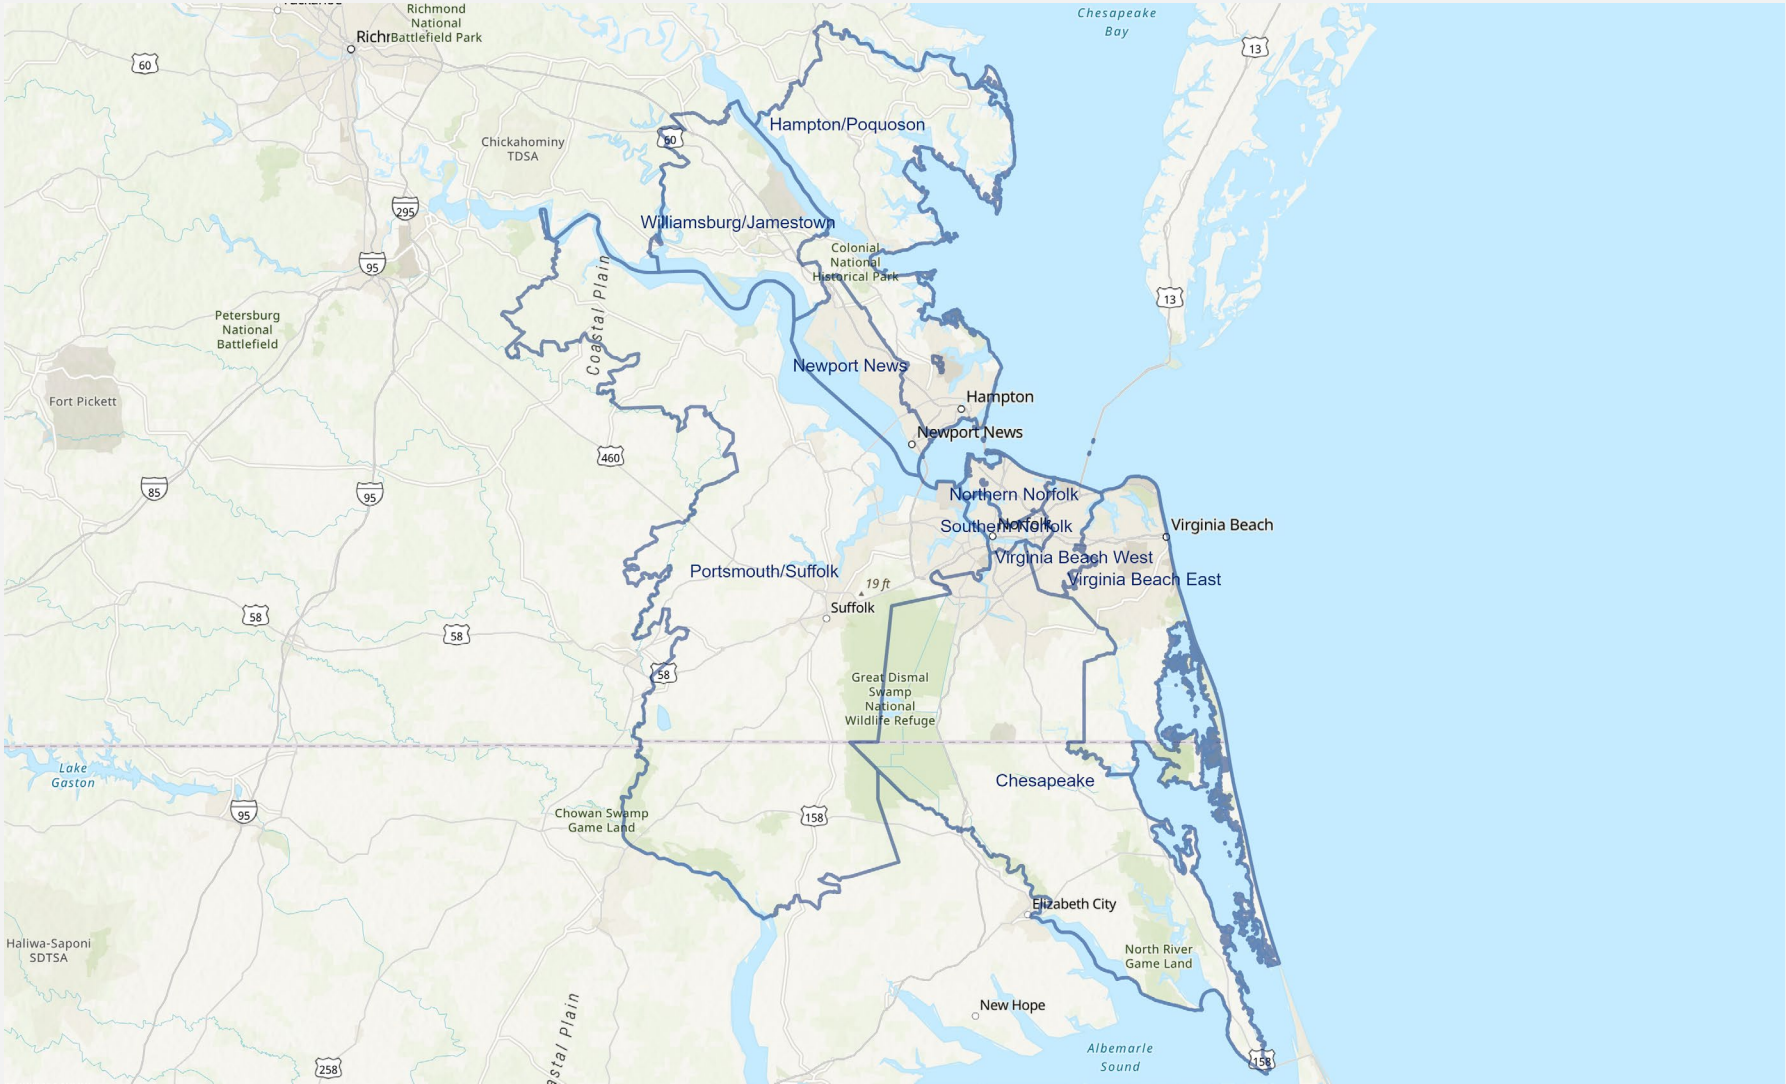 Richmond
National
Battlefield Park
Chesapeake
Bay
13
60
Hampton/Poquoson
60
Chickahominy
TDSA
295
Williamsburg/Jamestown
95
Colonial
National
Historical Park
Coastal Plain
13
Petersburg
National
Battlefield
Newport News
Fort Pickett
Hampton
Newport News
460
85
95
Northern Norfolk
Norfolk
Southern Norfolk
Virginia Beach
Virginia Beach West
Virginia Beach East
Portsmouth/Suffolk
19 ft
Suffolk
58
58
58
Great Dismal
Swamp
National
Wildlife Refuge
Lake
Gaston
Chesapeake
95
158
Chowan Swamp
Game Land
Elizabeth City
Haliwa-Saponi
SDTSA
North River
Game Land
New Hope
Albemarle
Sound
158
258
astal Plain